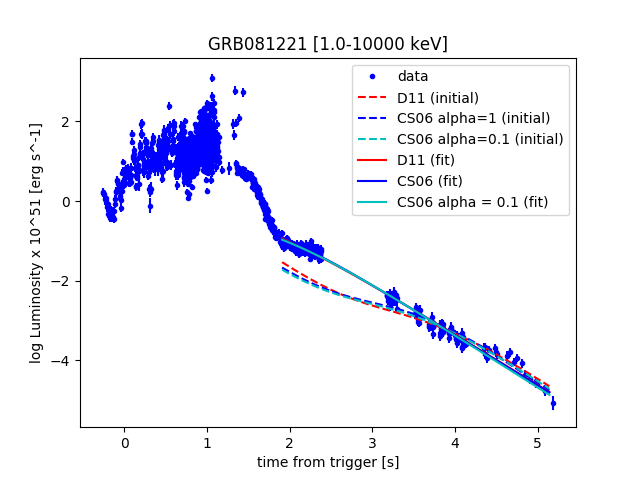 GRB081221 [1.0-10000 keV]
data
D11 (initial)
CS06 alpha=1 (initial)
CS06 alpha=0.1 (initial)
D11 (fit)
CS06 (fit)
CS06 alpha = 0.1 (fit)
log Luminosity x 10^51 [erg s^-1]
2
0
−2
−4
0 1 2 3 4 5
time from trigger [s]